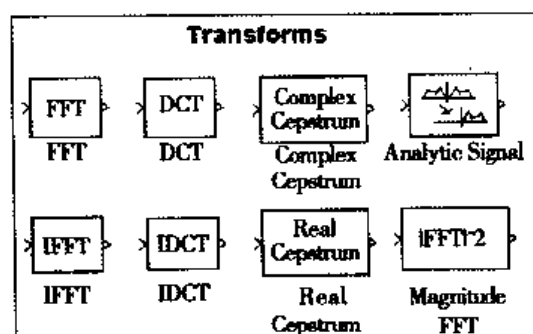 Transforms
FFT
DCT
Complex
Cepstrum
FFT
DCT
Complex
Cepstrum
Analytic Signal
IFFT
IDCT
Real
Cepstrum
|FFT|^2
IFFT
IDCT
Real
Cepstrum
Magnitude
FFT